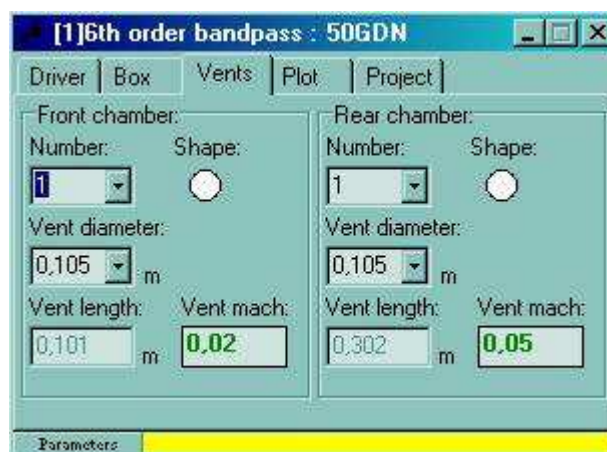 [1]6th order bandpass : 50GDN
Driver Box Vents Plot Project
Front chamber: Rear chamber:
Number: Shape: Number: Shape:
1 1
Vent diameter: Vent diameter:
0,105 m 0,105 m
Vent length: Vent mach: Vent length: Vent mach:
0,101 m 0,02 0,302 m 0,05
Parameters